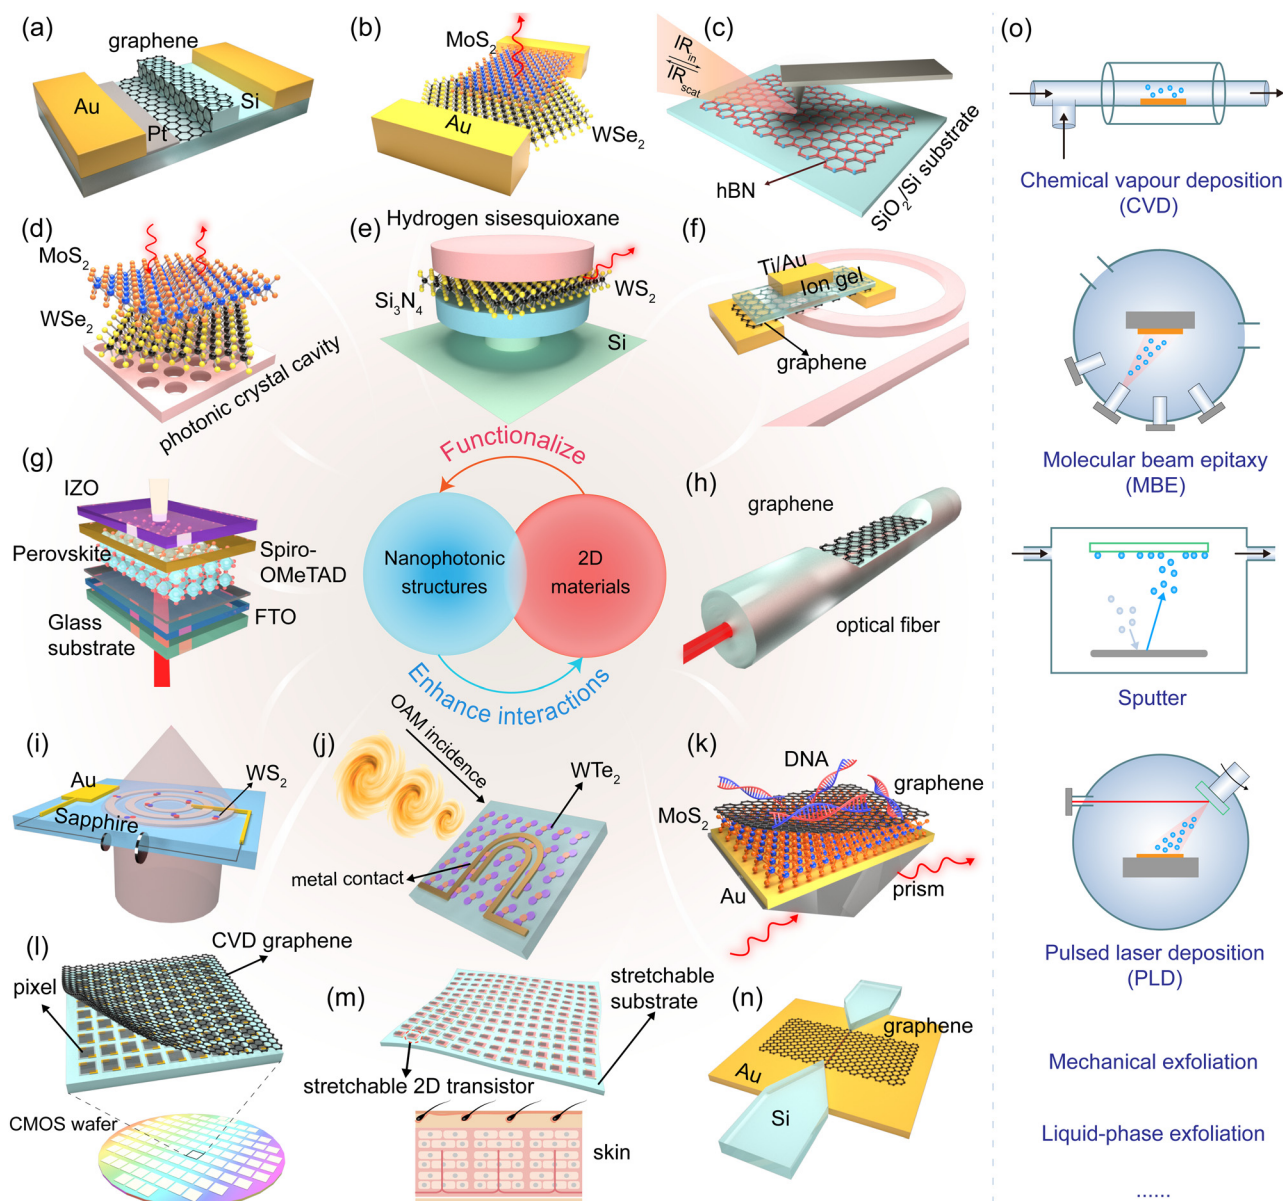 (a)
graphene
Au
Pt
Si
(b)
MoS₂
Au
WSe₂
(c)
IR_in
IR_scat
hBN
SiO₂/Si substrate
(d)
MoS₂
WSe₂
photonic crystal cavity
(e)
Hydrogen sisesquioxane
Si₃N₄
WS₂
Si
(f)
Ti/Au
Ion gel
graphene
(g)
IZO
Perovskite
Spiro-
OMeTAD
Glass
substrate
FTO
Functionalize
Nanophotonic
structures
2D
materials
Enhance interactions
(h)
graphene
optical fiber
(i)
Au
WS₂
Sapphire
(j)
OAM incidence
WTe₂
metal contact
(k)
DNA
graphene
MoS₂
Au
prism
(l)
CVD graphene
pixel
CMOS wafer
(m)
stretchable
substrate
stretchable 2D transistor
skin
(n)
graphene
Au
Si
(o)
Chemical vapour deposition
(CVD)
Molecular beam epitaxy
(MBE)
Sputter
Pulsed laser deposition
(PLD)
Mechanical exfoliation
Liquid-phase exfoliation
......